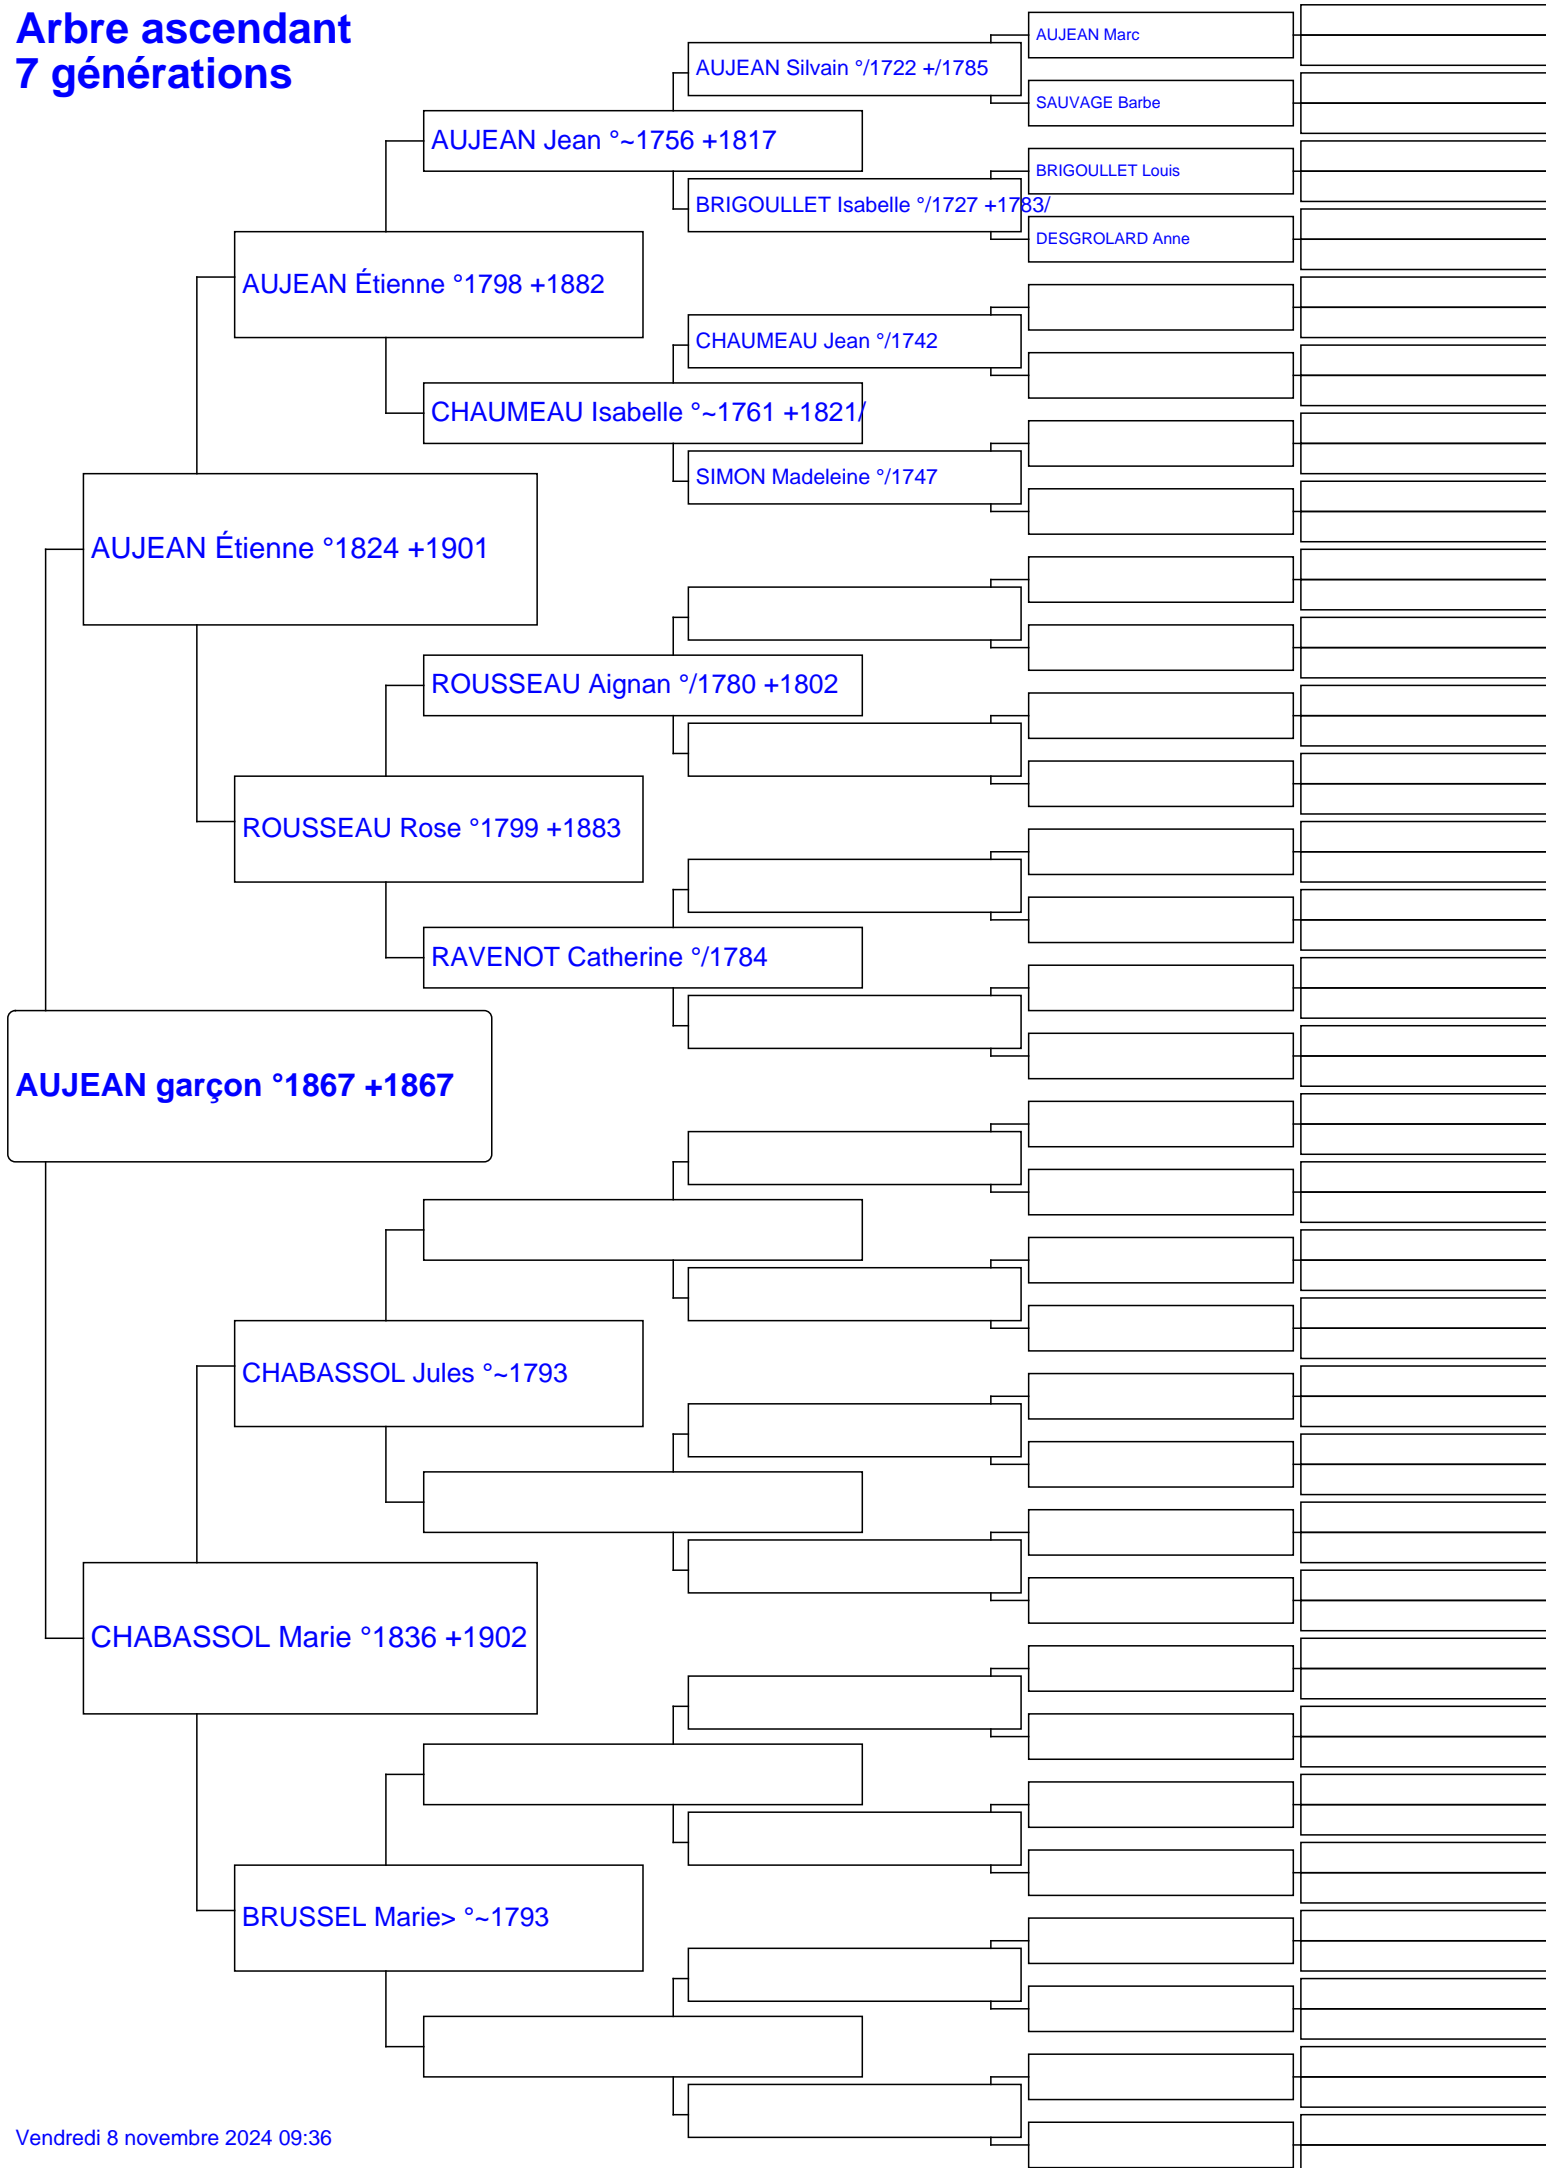 Arbre ascendant
7 générations
AUJEAN Marc
AUJEAN Silvain °/1722 +/1785
SAUVAGE Barbe
AUJEAN Jean °~1756 +1817
BRIGOULLET Louis
BRIGOULLET Isabelle °/1727 +1783/
DESGROLARD Anne
AUJEAN Étienne °1798 +1882
CHAUMEAU Jean °/1742
CHAUMEAU Isabelle °~1761 +1821/
SIMON Madeleine °/1747
AUJEAN Étienne °1824 +1901
ROUSSEAU Aignan °/1780 +1802
ROUSSEAU Rose °1799 +1883
RAVENOT Catherine °/1784
AUJEAN garçon °1867 +1867
CHABASSOL Jules °~1793
CHABASSOL Marie °1836 +1902
BRUSSEL Marie> °~1793
Vendredi 8 novembre 2024 09:36